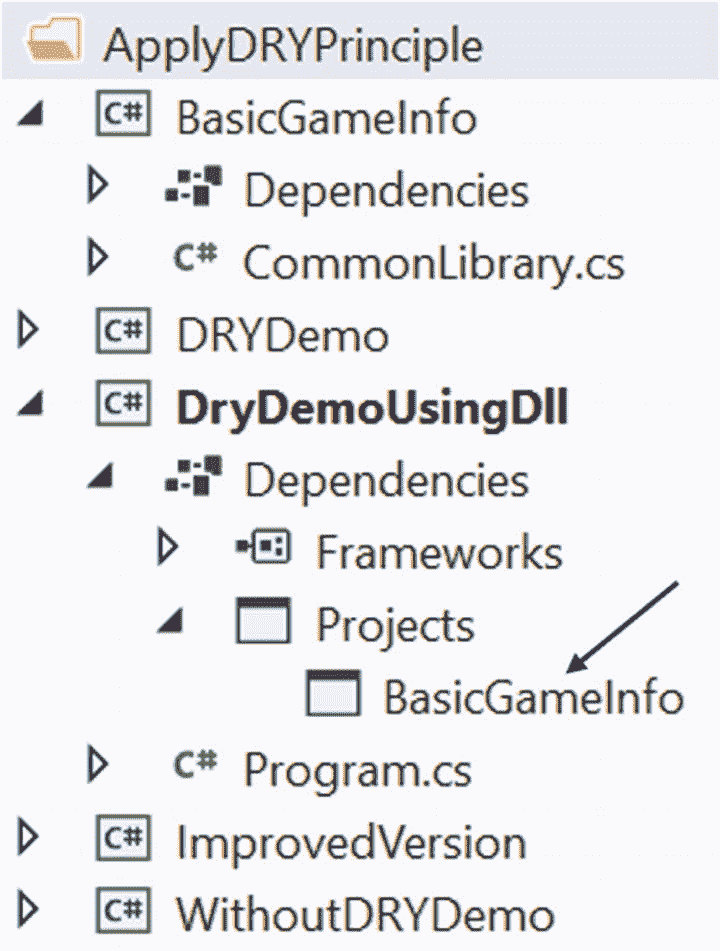 ApplyDRYPrinciple
C# BasicGameInfo
Dependencies
C# CommonLibrary.cs
C# DRYDemo
C# DryDemoUsingDll
Dependencies
Frameworks
Projects
BasicGameInfo
C# Program.cs
C# ImprovedVersion
C# WithoutDRYDemo